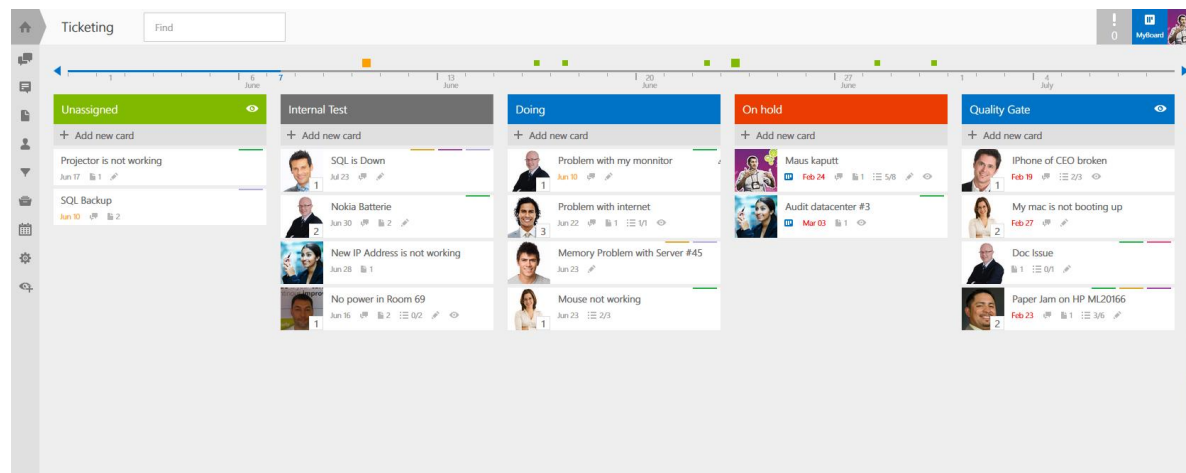 Ticketing
Find
0
MyBoard
1
6
June
7
13
June
20
June
27
June
1
4
July
Unassigned
+ Add new card
Projector is not working
Jun 17 1
SQL Backup
Jun 10 2
Internal Test
+ Add new card
SQL is Down
1
Jul 23
Nokia Batterie
2
Jun 30 2
New IP Address is not working
Jun 28 1
No power in Room 69
1
Jun 16 2 0/2
Doing
+ Add new card
Problem with my monnitor
1
Jun 10
Problem with internet
3
Jun 22 1 1/1
Memory Problem with Server #45
Jun 23
Mouse not working
1
Jun 23 2/3
On hold
+ Add new card
Maus kaputt
Feb 24 1 5/8
Audit datacenter #3
Mar 03 1
Quality Gate
+ Add new card
IPhone of CEO broken
1
Feb 19 2/3
My mac is not booting up
2
Feb 27
Doc Issue
1 0/1
Paper Jam on HP ML20166
2
Feb 23 1 3/6